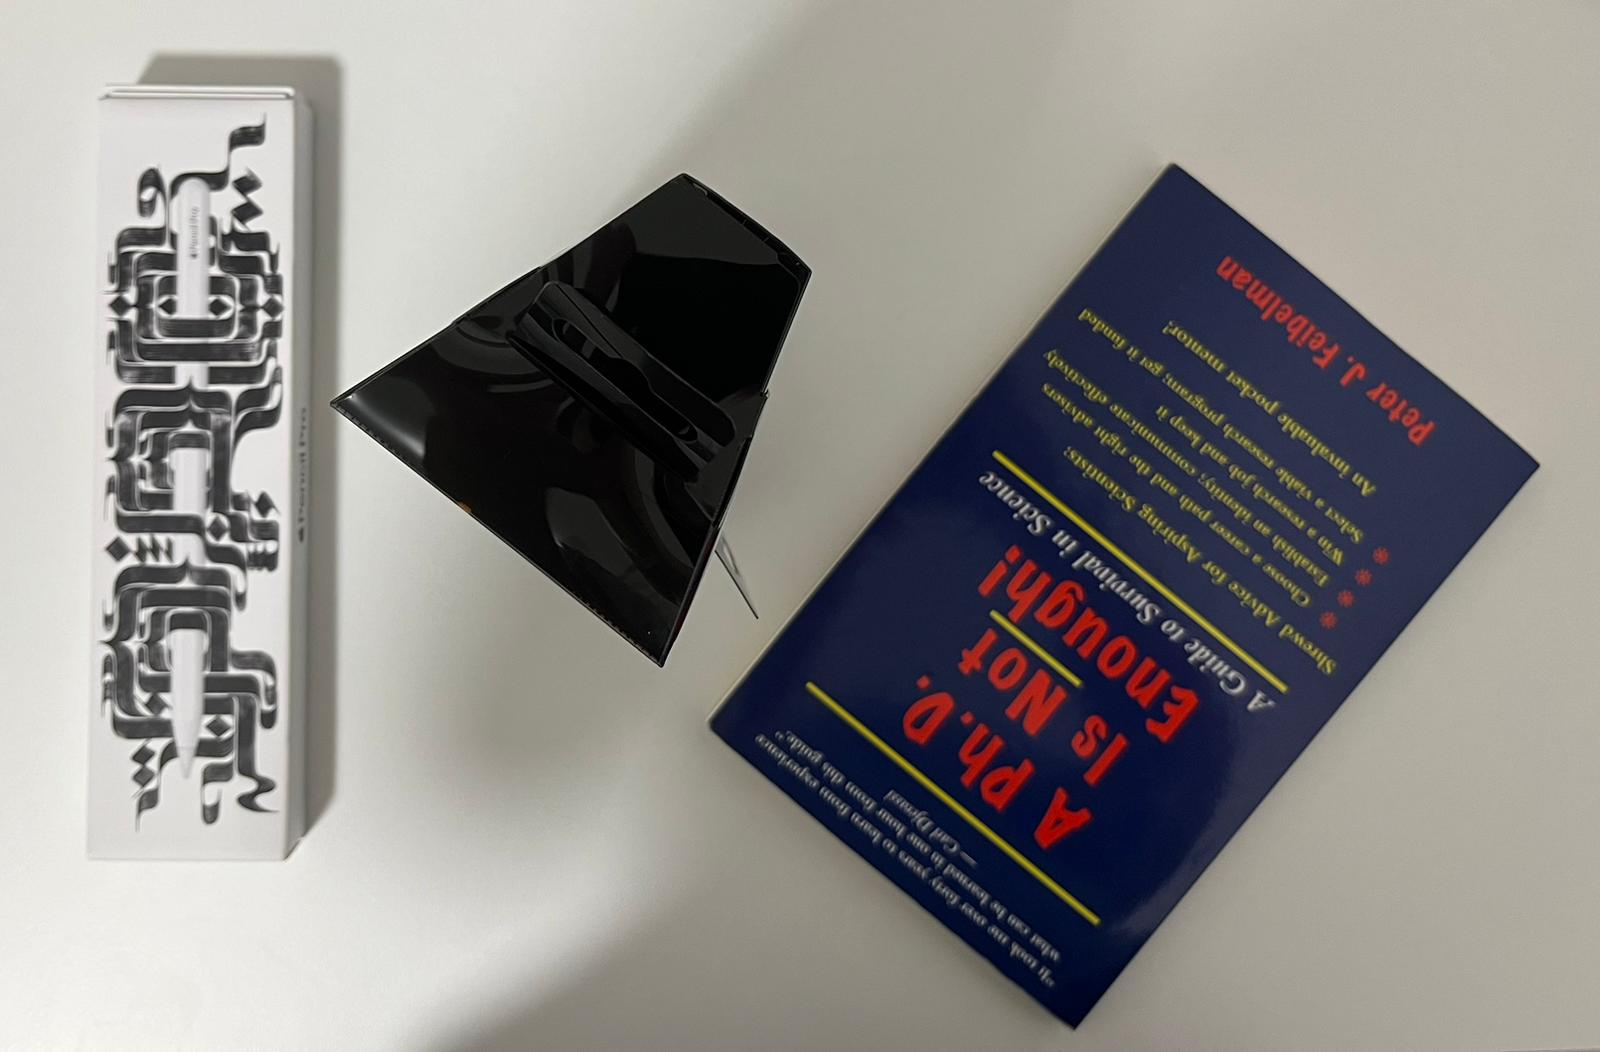 Pencil Pro
Pencil Pro
"It took me over forty years to learn from experience
what can be learned in one hour from this guide."
—Carl Djerassi
A Ph.D.
Is Not
Enough!
A Guide to Survival in Science
Shrewd Advice for Aspiring Scientists:
* Choose a career path and the right advisers
* Establish an identity; communicate effectively
* Win a research job and keep it
* Select a viable research program; get it funded
An invaluable pocket mentor!
Peter J. Feibelman